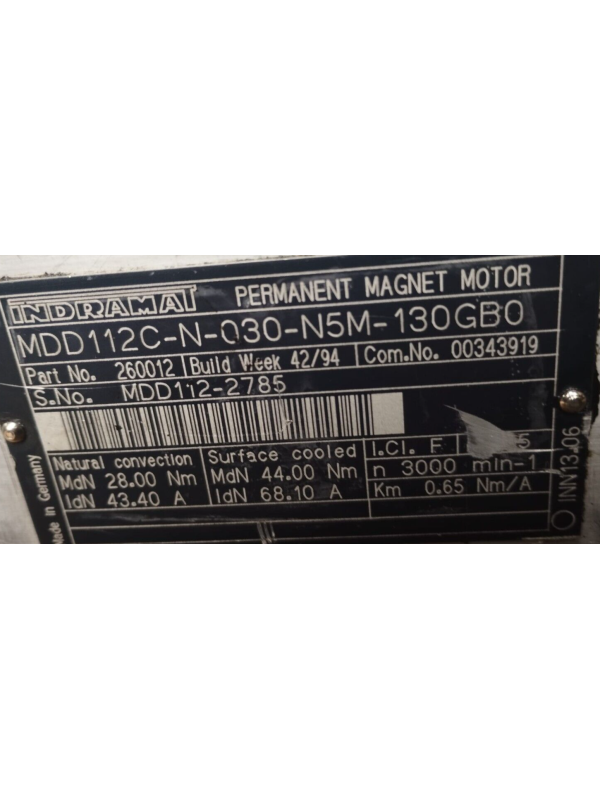 INDRAMAT PERMANENT MAGNET MOTOR
MDD112C-N-030-N5M-130GB0
Part No. 260012 Build Week 42/94 Com.No. 00343919
S.No. MDD112-2785
Natural convection Surface cooled I.Cl. F 5
MdN 28.00 Nm MdN 44.00 Nm n 3000 min-1
IdN 43.40 A IdN 68.10 A Km 0.65 Nm/A
Made in Germany
INN13.06